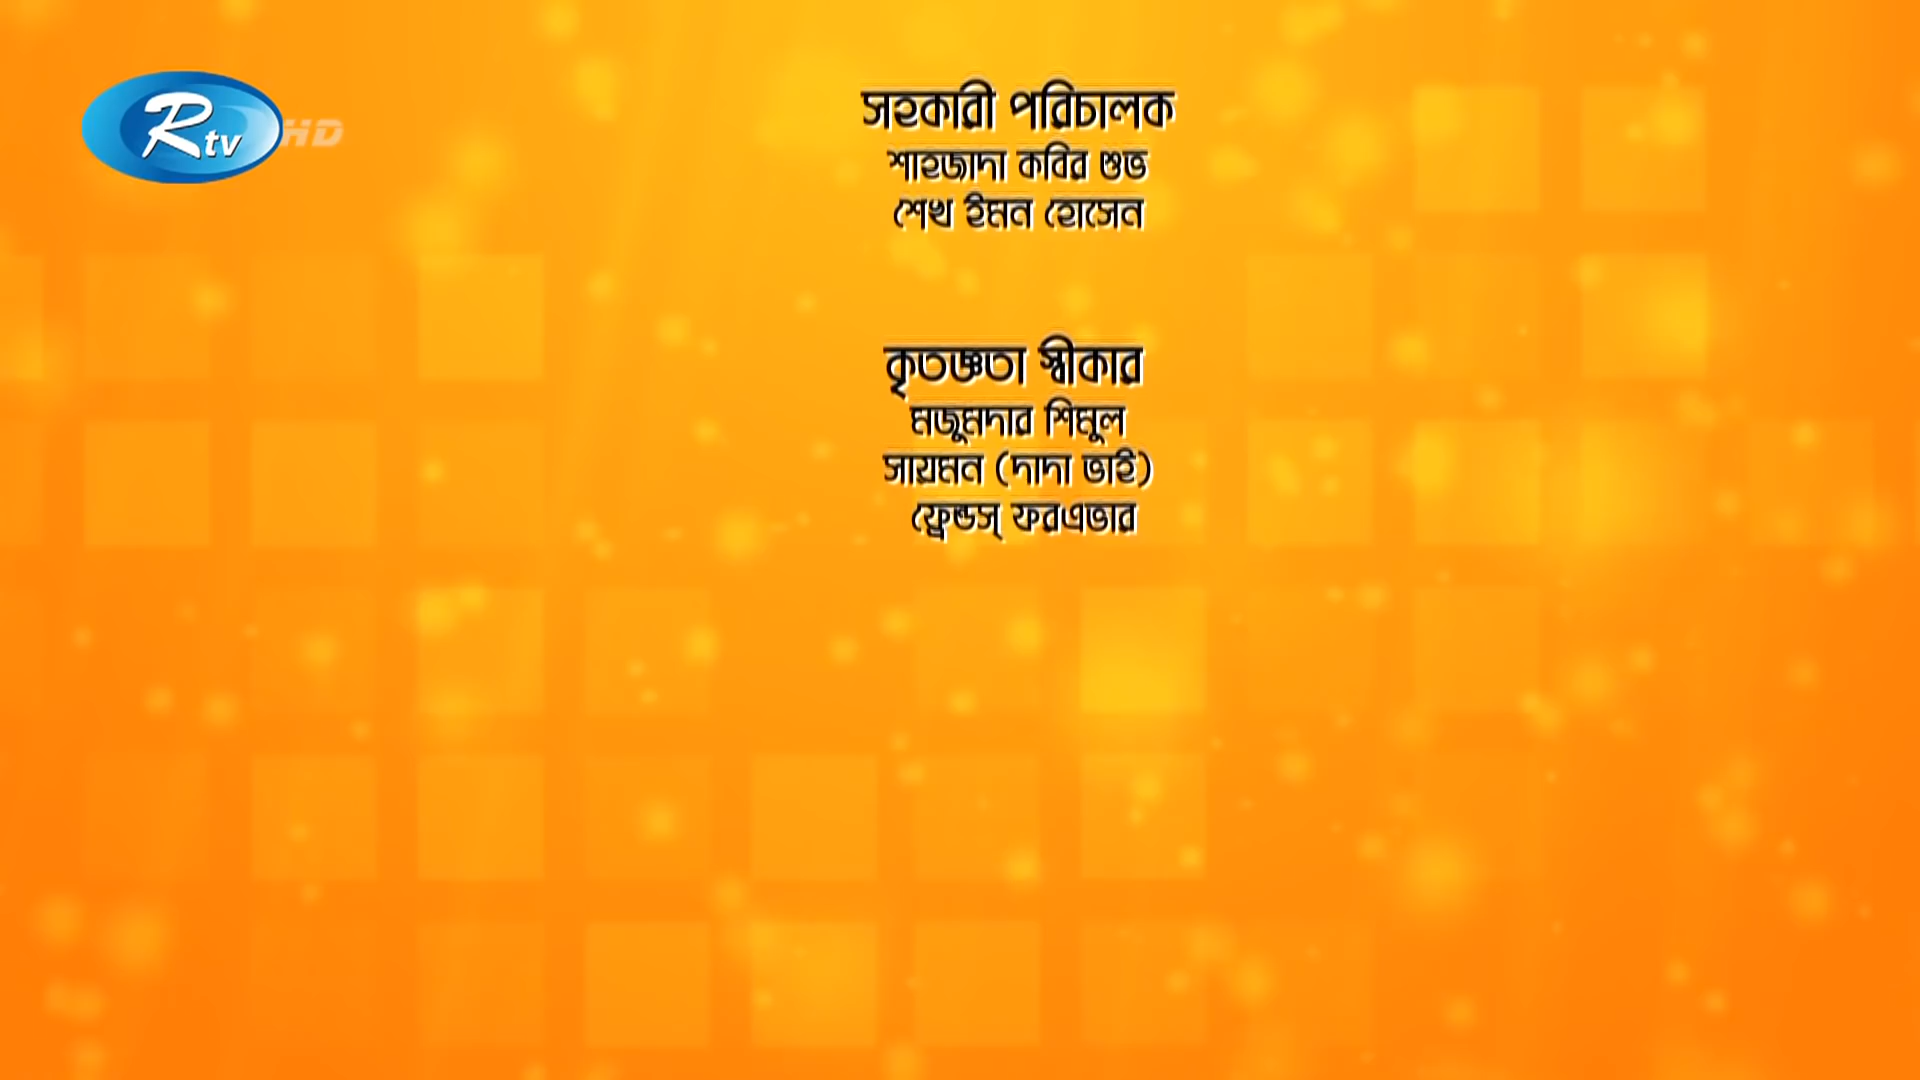 Rtv HD
সহকারী পরিচালক
শাহজাদা কবির শুভ
শেখ ইমন হোসেন
কৃতজ্ঞতা স্বীকার
মজুমদার শিমুল
সায়মন (দাদা ভাই)
ফ্রেন্ডস্ ফরএভার